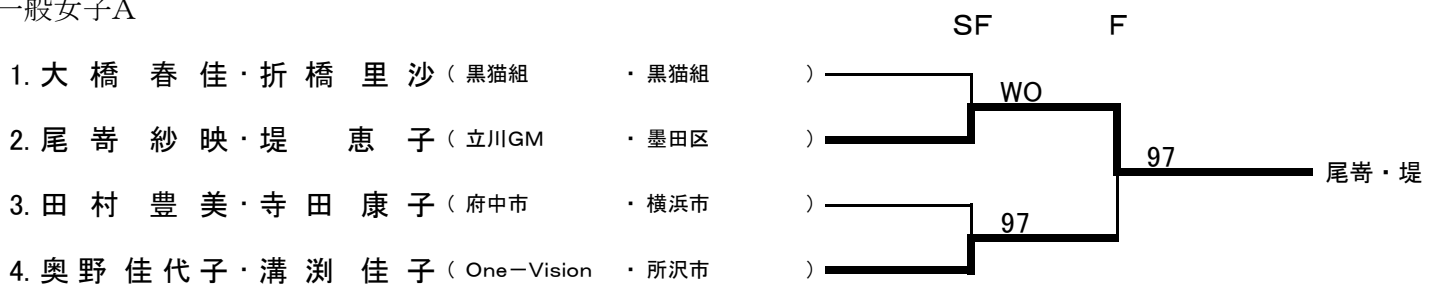 一般女子A
SF F
1. 大橋 春佳・折橋 里沙 ( 黒猫組 ・ 黒猫組 )
WO
2. 尾嵜 紗映・堤 恵子 ( 立川GM ・ 墨田区 )
97 尾嵜・堤
3. 田村 豊美・寺田 康子 ( 府中市 ・ 横浜市 )
97
4. 奥野 佳代子・溝渕 佳子 ( One-Vision ・ 所沢市 )